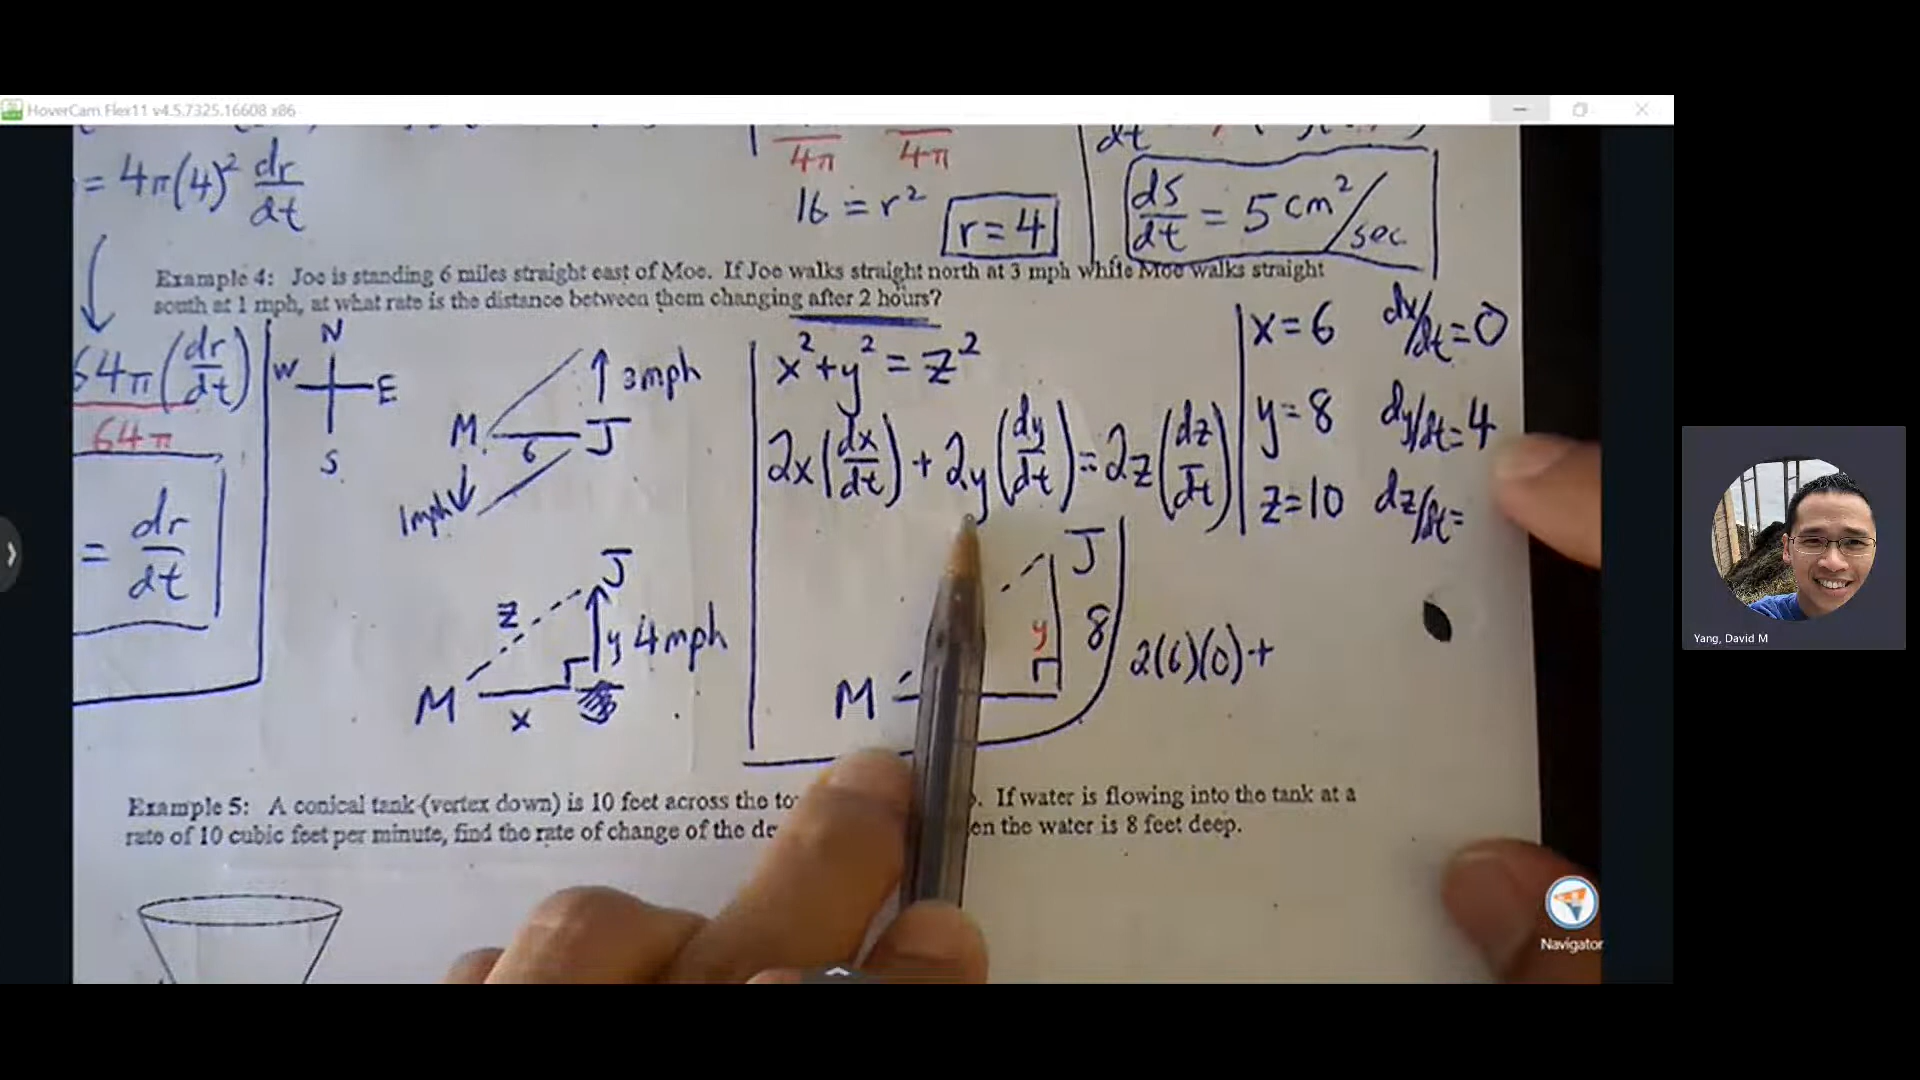 HoverCam Flex11 v4.5.7325.16608 x86
= 4π(4)² dr/dt
4π 4π
16 = r²
r = 4
dt
dS/dt = 5 cm²/sec
Example 4: Joe is standing 6 miles straight east of Moe. If Joe walks straight north at 3 mph while Moe walks straight
south at 1 mph, at what rate is the distance between them changing after 2 hours?
64π (dr/dt)
64π
= dr/dt
N
W E
S
M 6 J
3mph
1mph
J
z
y 4mph
M x
x² + y² = z²
2x(dx/dt) + 2y(dy/dt) = 2z(dz/dt)
x = 6 dx/dt = 0
y = 8 dy/dt = 4
z = 10 dz/dt =
J
y 8
M
2(6)(0) +
Example 5: A conical tank (vertex down) is 10 feet across the . If water is flowing into the tank at a
rate of 10 cubic feet per minute, find the rate of change of the the water is 8 feet deep.
Navigator
Yang, David M